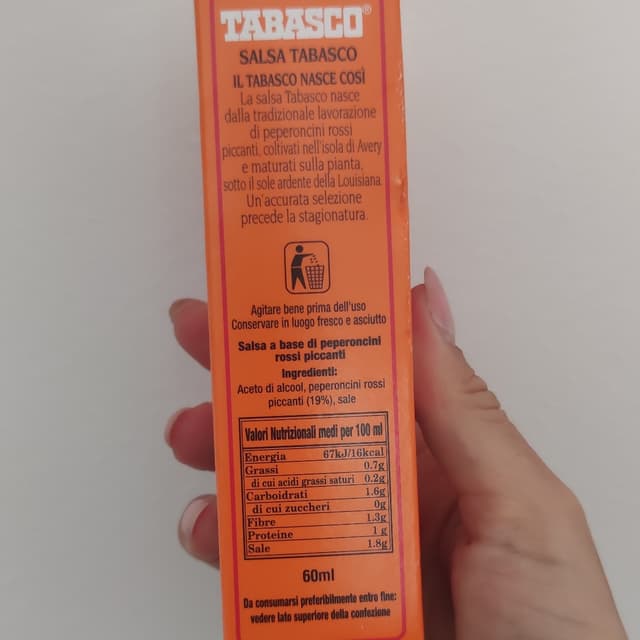 TABASCO®
SALSA TABASCO
IL TABASCO NASCE COSÌ
La salsa Tabasco nasce
dalla tradizionale lavorazione
di peperoncini rossi
piccanti, coltivati nell'isola di Avery
e maturati sulla pianta,
sotto il sole ardente della Louisiana.
Un'accurata selezione
precede la stagionatura.
Agitare bene prima dell'uso
Conservare in luogo fresco e asciutto
Salsa a base di peperoncini
rossi piccanti
Ingredienti:
Aceto di alcool, peperoncini rossi
piccanti (19%), sale
Valori Nutrizionali medi per 100 ml
Energia 67kJ/16kcal
Grassi 0.7g
di cui acidi grassi saturi 0.2g
Carboidrati 1.6g
di cui zuccheri 0g
Fibre 1.3g
Proteine 1 g
Sale 1.8g
60ml
Da consumarsi preferibilmente entro fine:
vedere lato superiore della confezione